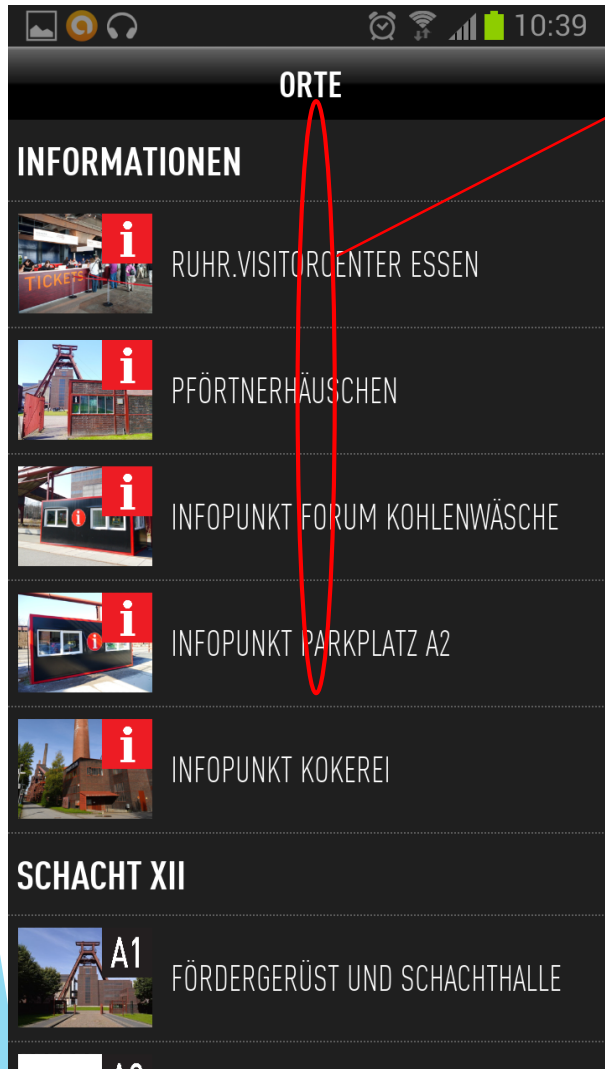 10:39
ORTE
INFORMATIONEN
i
TICKETS
RUHR.VISITORCENTER ESSEN
i
PFÖRTNERHÄUSCHEN
i
i
INFOPUNKT FORUM KOHLENWÄSCHE
i
i
INFOPUNKT PARKPLATZ A2
i
INFOPUNKT KOKEREI
SCHACHT XII
A1
FÖRDERGERÜST UND SCHACHTHALLE